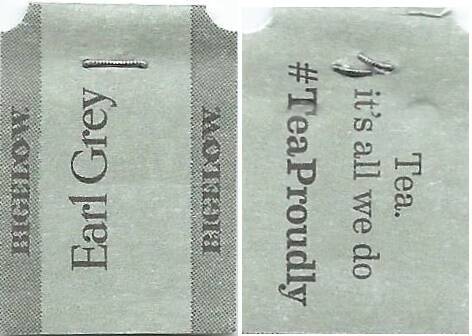 BIGELOW.
Earl Grey
BIGELOW.
Tea.
it's all we do
#TeaProudly